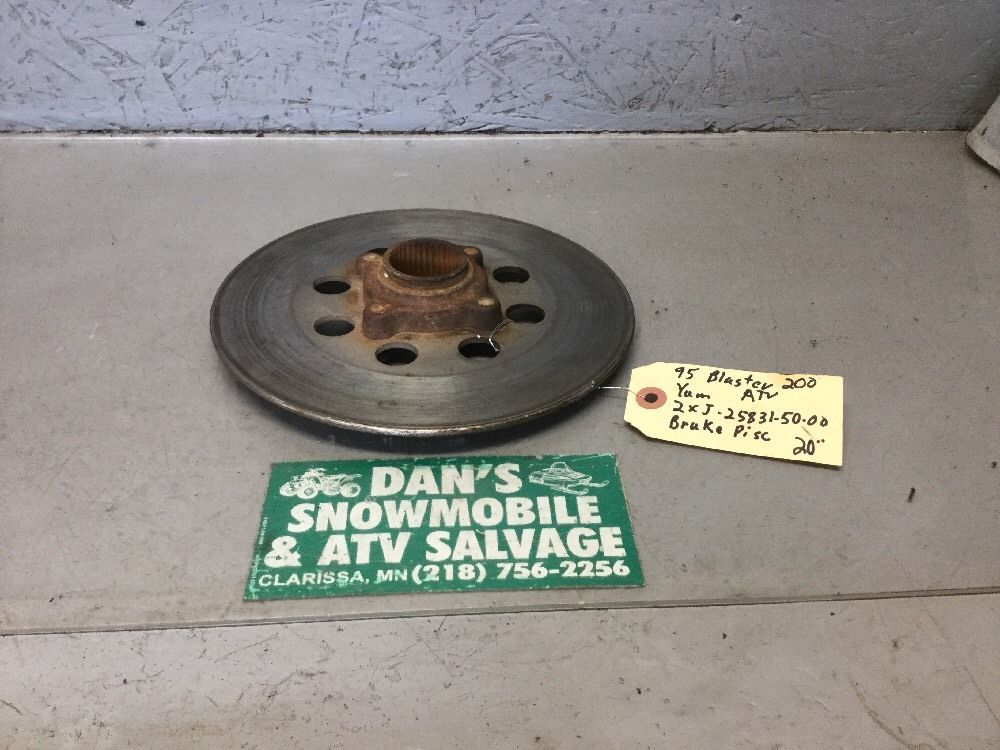 95 Blaster 200
Yam ATV
2xJ-25831-50-00
Brake Disc
20"
DAN'S
SNOWMOBILE
& ATV SALVAGE
CLARISSA, MN (218) 756-2256